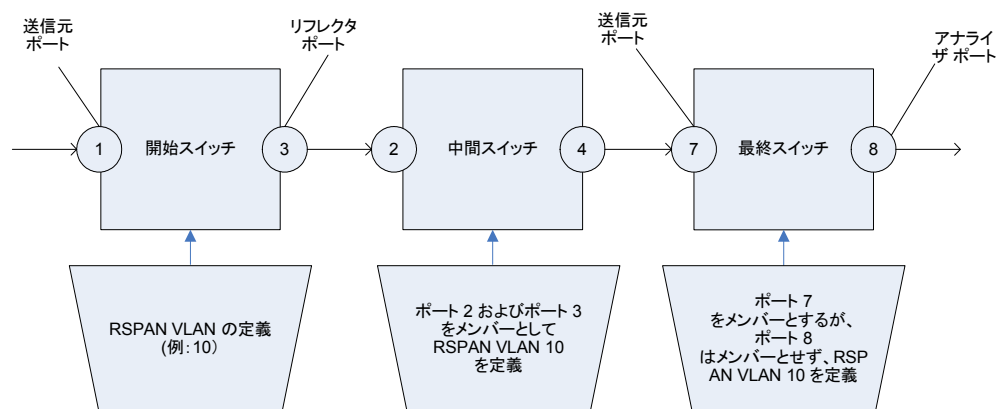 送信元
ポート
リフレクタ
ポート
送信元
ポート
アナライ
ザ ポート
1
開始スイッチ
3
2
中間スイッチ
4
7
最終スイッチ
8
RSPAN VLAN の定義
(例:10)
ポート 2 およびポート 3
をメンバーとして
RSPAN VLAN 10
を定義
ポート 7
をメンバーとするが、
ポート 8
はメンバーとせず、RSP
AN VLAN 10 を定義